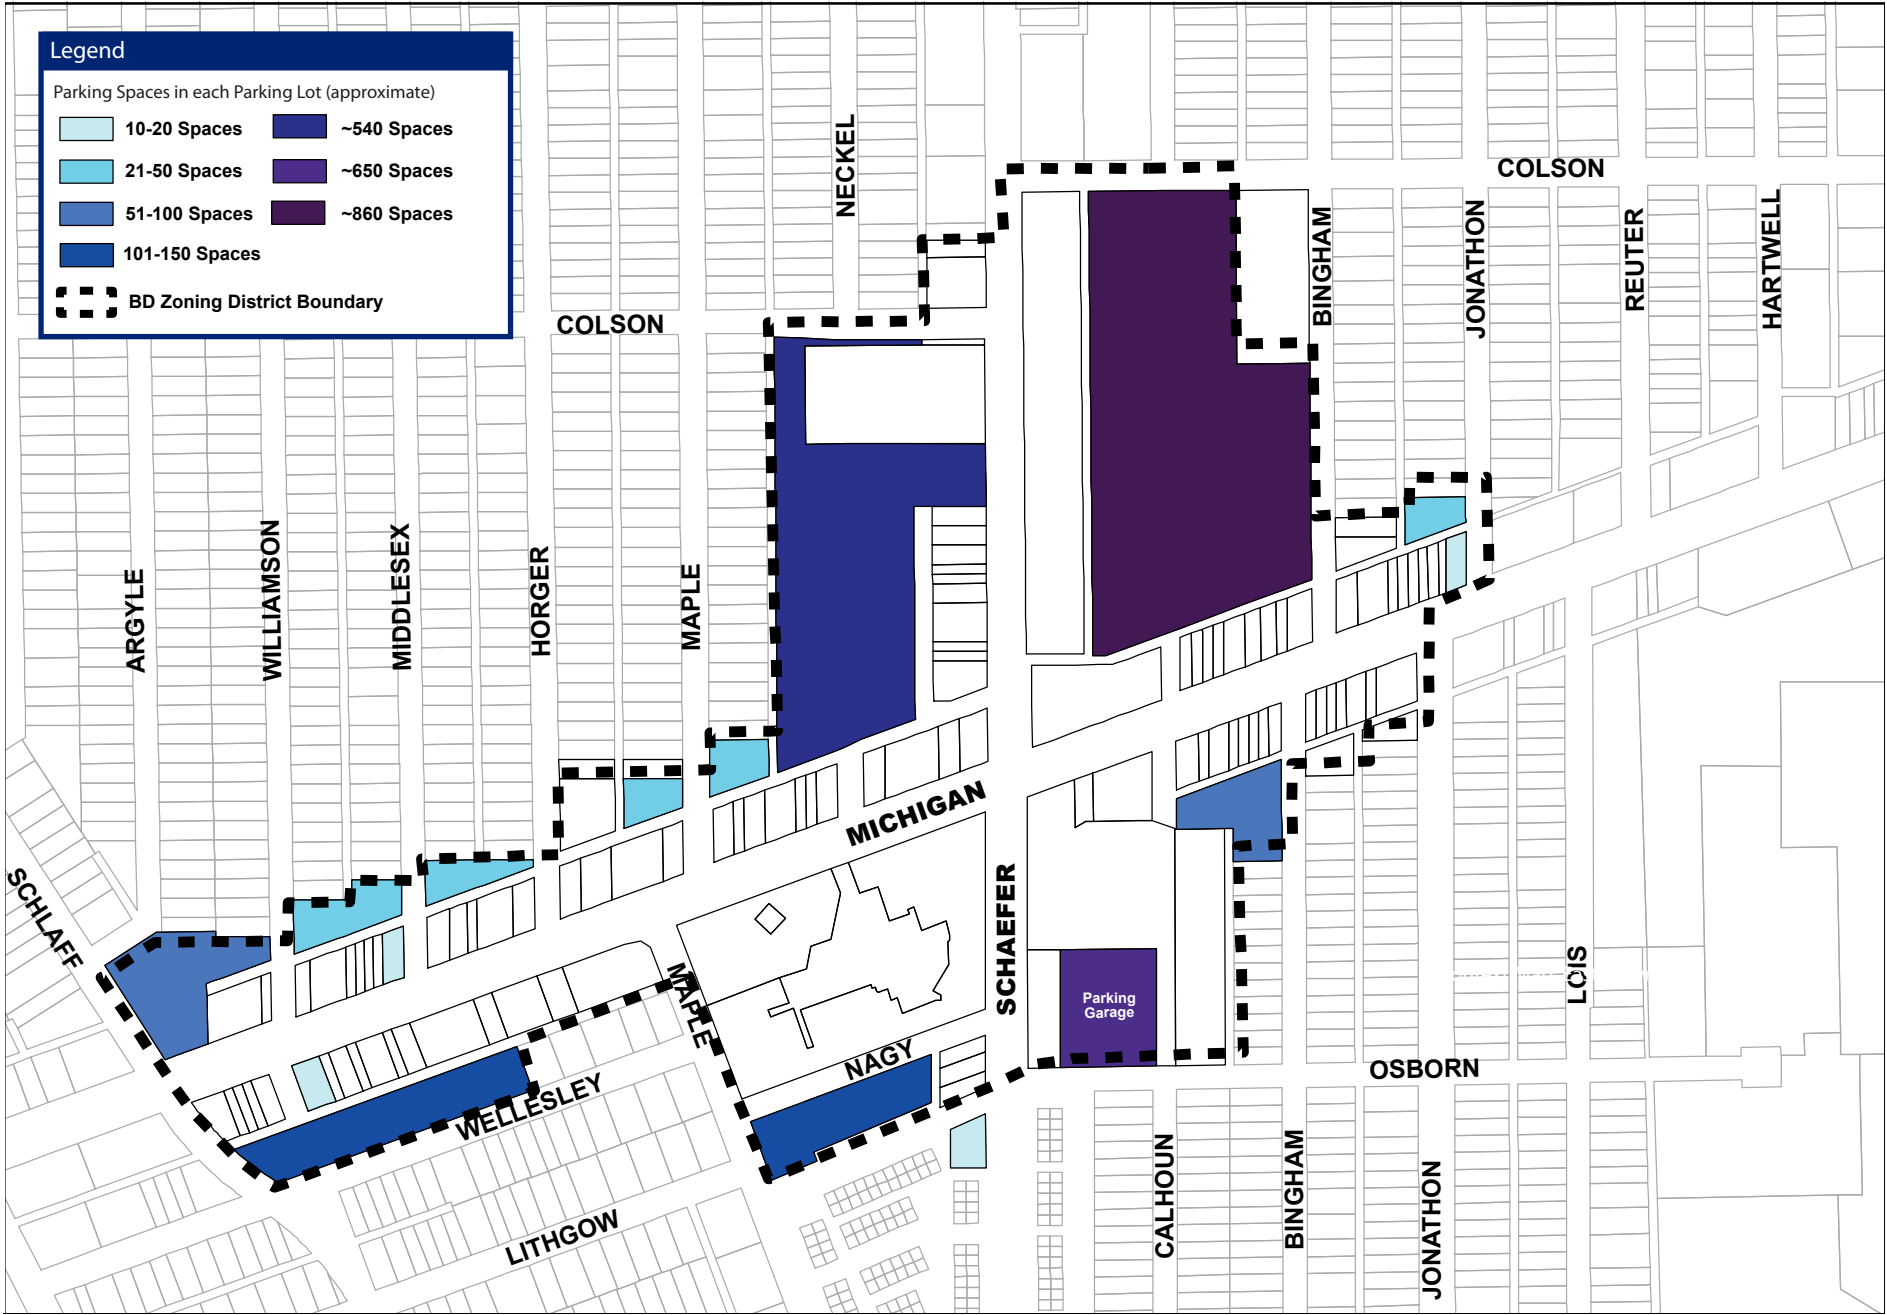 Legend
Parking Spaces in each Parking Lot (approximate)
10-20 Spaces
~540 Spaces
21-50 Spaces
~650 Spaces
51-100 Spaces
~860 Spaces
101-150 Spaces
BD Zoning District Boundary
NECKEL
COLSON
BINGHAM
JONATHON
REUTER
HARTWELL
COLSON
ARGYLE
WILLIAMSON
MIDDLESEX
HORGER
MAPLE
MICHIGAN
SCHLAFF
SCHAEFER
MAPLE
LOIS
Parking
Garage
NAGY
OSBORN
WELLESLEY
LITHGOW
CALHOUN
BINGHAM
JONATHON